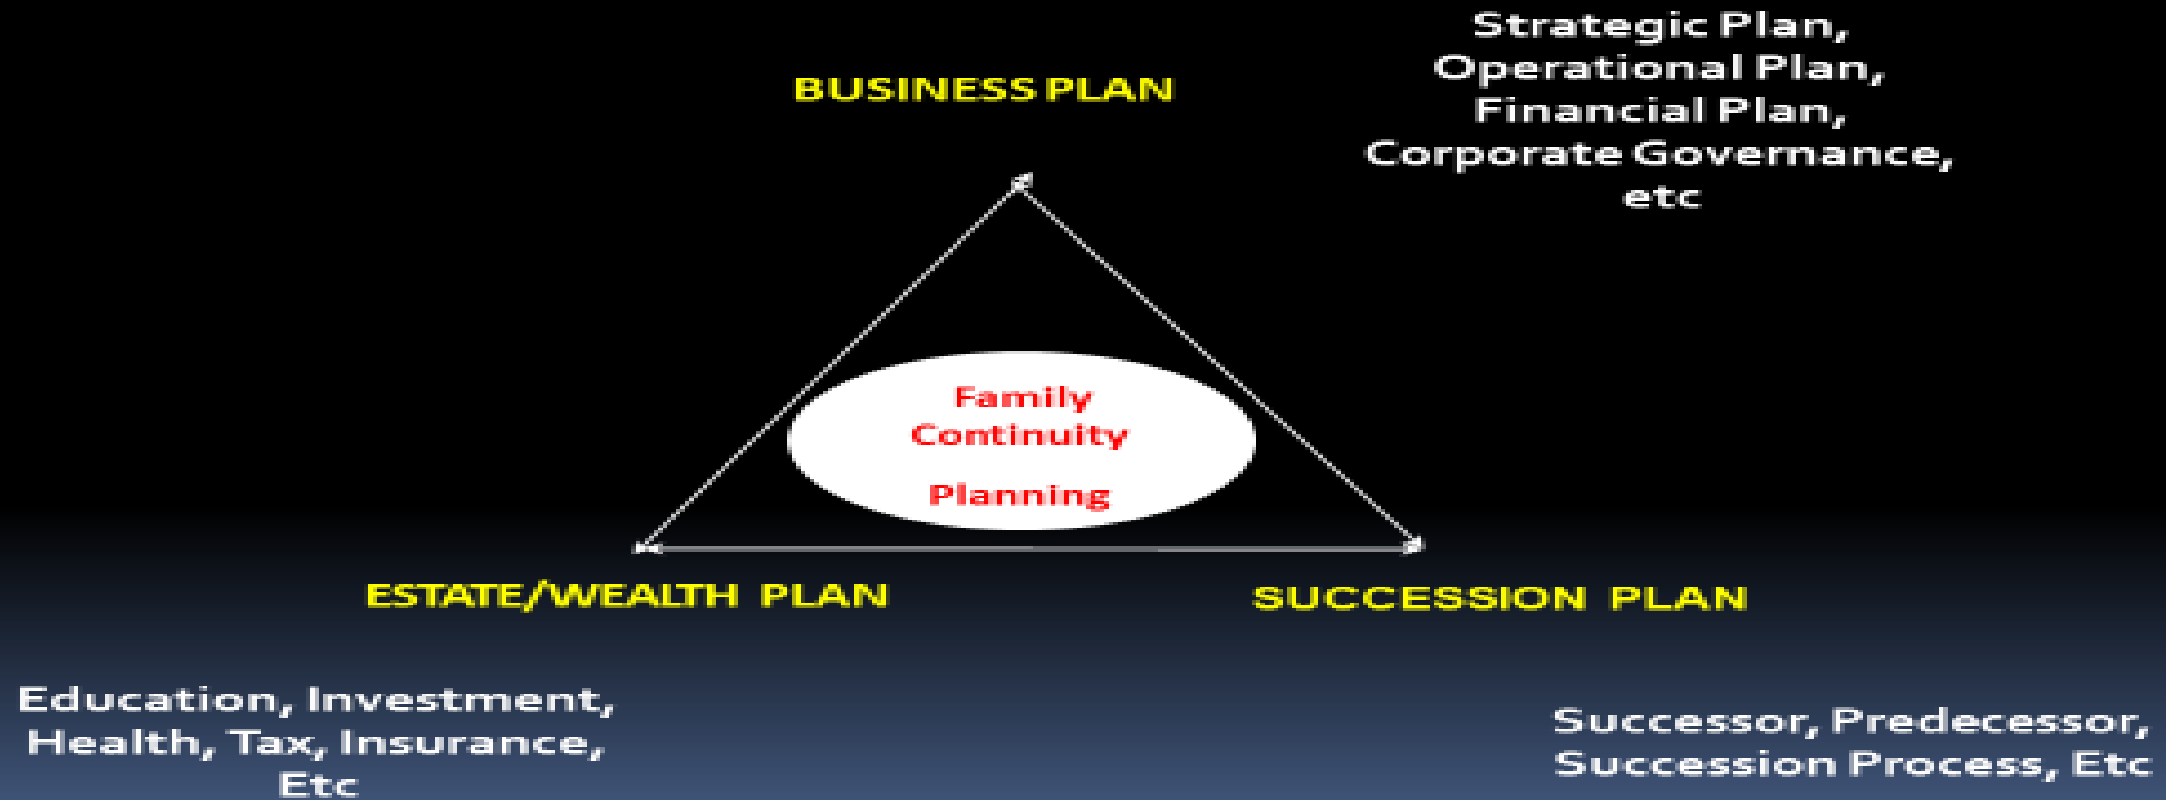 Strategic Plan,
Operational Plan,
Financial Plan,
Corporate Governance,
etc
BUSINESS PLAN
Family
Continuity
Planning
ESTATE/WEALTH PLAN
SUCCESSION PLAN
Education, Investment,
Health, Tax, Insurance,
Etc
Successor, Predecessor,
Succession Process, Etc